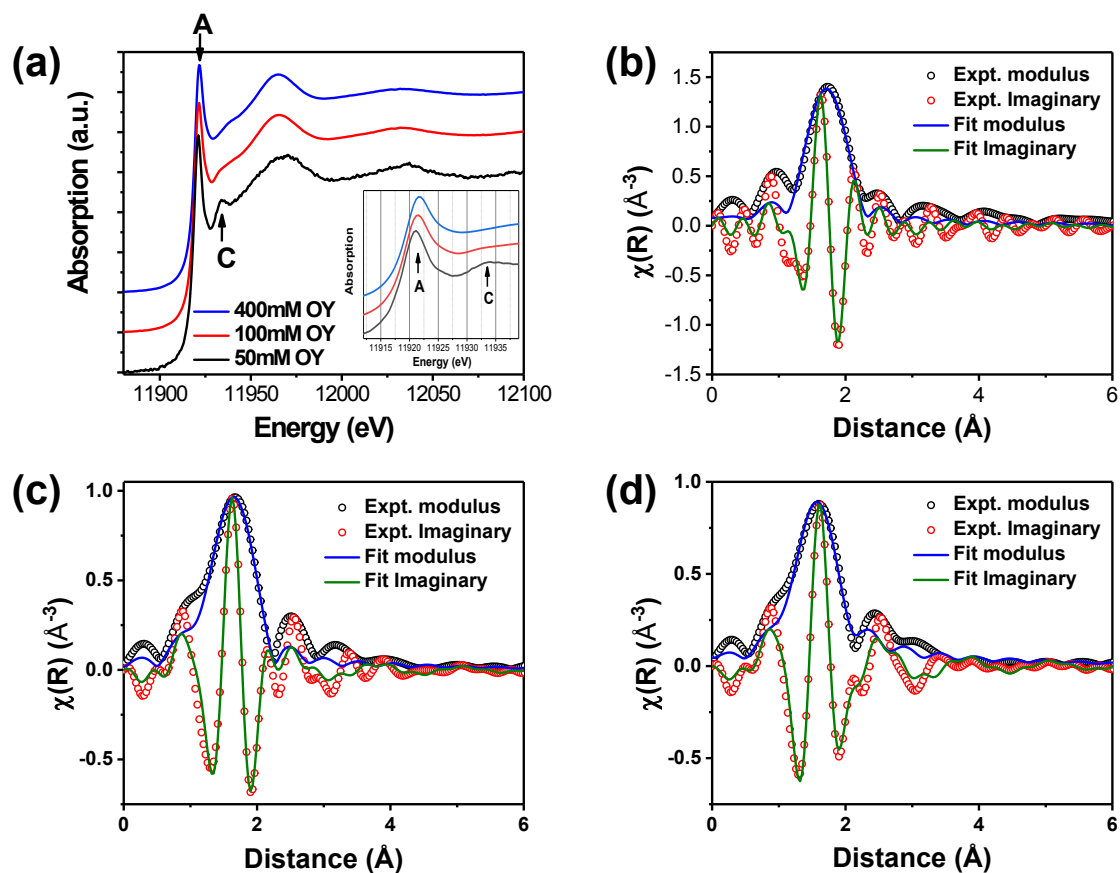 (a)
A
C
Absorption (a.u.)
400mM OY
100mM OY
50mM OY
11900 11950 12000 12050 12100
Energy (eV)
Absorption
A
C
11915 11920 11925 11930 11935
Energy (eV)
(b)
1.5
1.0
0.5
0.0
-0.5
-1.0
-1.5
χ(R) (Å-3)
Expt. modulus
Expt. Imaginary
Fit modulus
Fit Imaginary
0 2 4 6
Distance (Å)
(c)
1.0
0.5
0.0
-0.5
χ(R) (Å-3)
Expt. modulus
Expt. Imaginary
Fit modulus
Fit Imaginary
0 2 4 6
Distance (Å)
(d)
1.0
0.5
0.0
-0.5
χ(R) (Å-3)
Expt. modulus
Expt. Imaginary
Fit modulus
Fit Imaginary
0 2 4 6
Distance (Å)